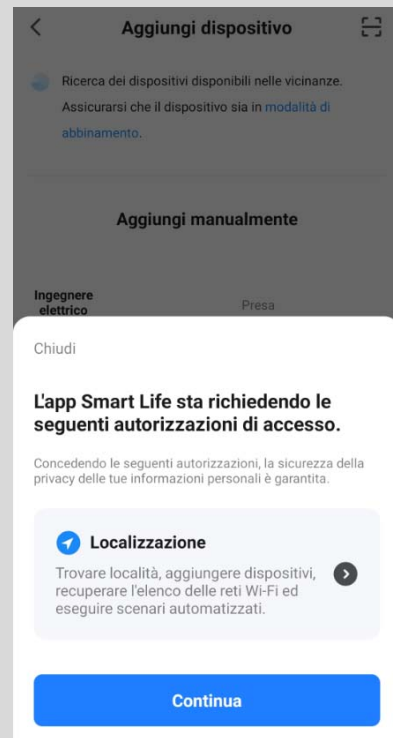 Aggiungi dispositivo
Ricerca dei dispositivi disponibili nelle vicinanze.
Assicurarsi che il dispositivo sia in modalità di
abbinamento.
Aggiungi manualmente
Ingegnere
elettrico
Presa
Chiudi
L'app Smart Life sta richiedendo le
seguenti autorizzazioni di accesso.
Concedendo le seguenti autorizzazioni, la sicurezza della
privacy delle tue informazioni personali è garantita.
Localizzazione
Trovare località, aggiungere dispositivi,
recuperare l'elenco delle reti Wi-Fi ed
eseguire scenari automatizzati.
Continua